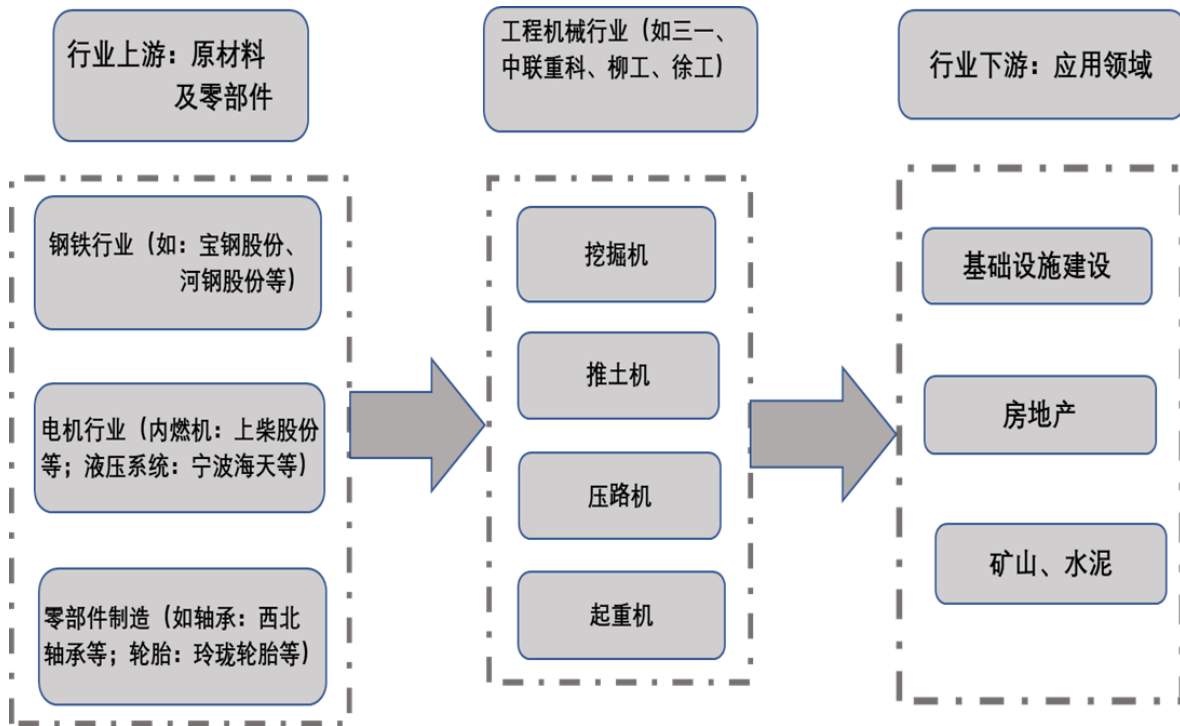 行业上游：原材料
及零部件
钢铁行业（如：宝钢股份、
河钢股份等）
电机行业（内燃机：上柴股份
等；液压系统：宁波海天等）
零部件制造（如轴承：西北
轴承等；轮胎：玲珑轮胎等）
工程机械行业（如三一、
中联重科、柳工、徐工）
挖掘机
推土机
压路机
起重机
行业下游：应用领域
基础设施建设
房地产
矿山、水泥